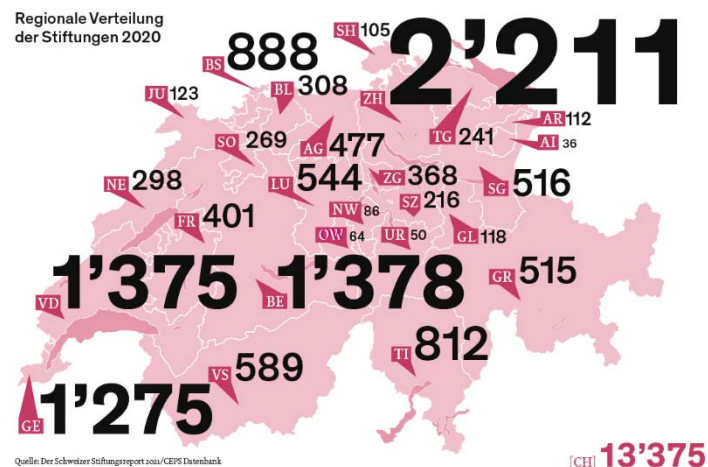 Regionale Verteilung
der Stiftungen 2020
SH 105
BS 888
BL 308
ZH 2’211
JU 123
TG 241
AR 112
AI 36
SO 269
AG 477
NE 298
LU 544
ZG 368
SG 516
FR 401
NW 86
SZ 216
OW 64
UR 50
GL 118
VD 1’375
BE 1’378
GR 515
TI 812
VS 589
GE 1’275
Quelle: Der Schweizer Stiftungsreport 2021/CEPS Datenbank
[CH] 13’375